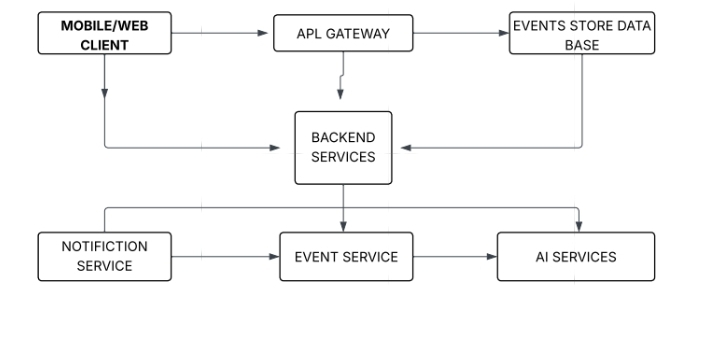 MOBILE/WEB
CLIENT
APL GATEWAY
EVENTS STORE DATA
BASE
BACKEND
SERVICES
NOTIFICTION
SERVICE
EVENT SERVICE
AI SERVICES